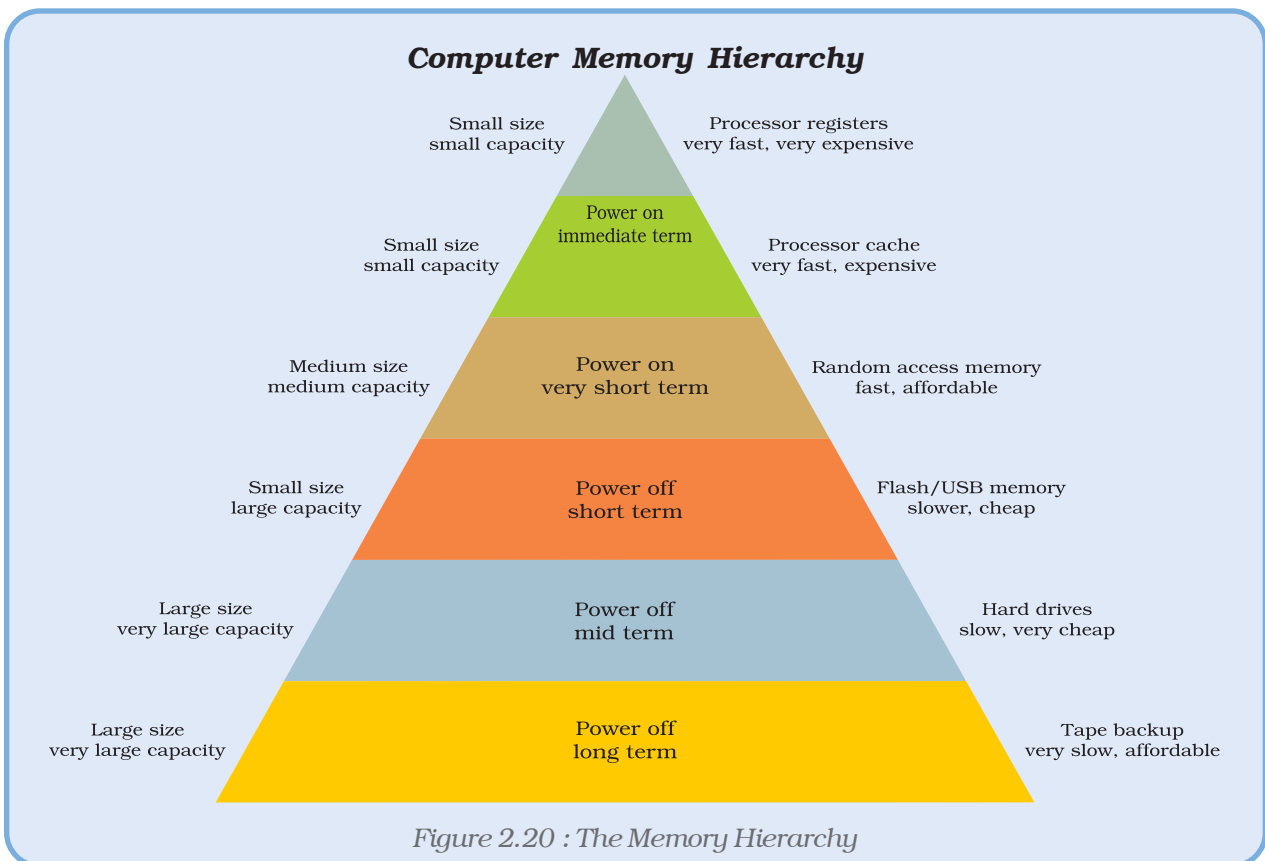 Computer Memory Hierarchy
Small size
small capacity
Processor registers
very fast, very expensive
Power on
immediate term
Small size
small capacity
Processor cache
very fast, expensive
Medium size
medium capacity
Power on
very short term
Random access memory
fast, affordable
Small size
large capacity
Power off
short term
Flash/USB memory
slower, cheap
Large size
very large capacity
Power off
mid term
Hard drives
slow, very cheap
Large size
very large capacity
Power off
long term
Tape backup
very slow, affordable
Figure 2.20 : The Memory Hierarchy